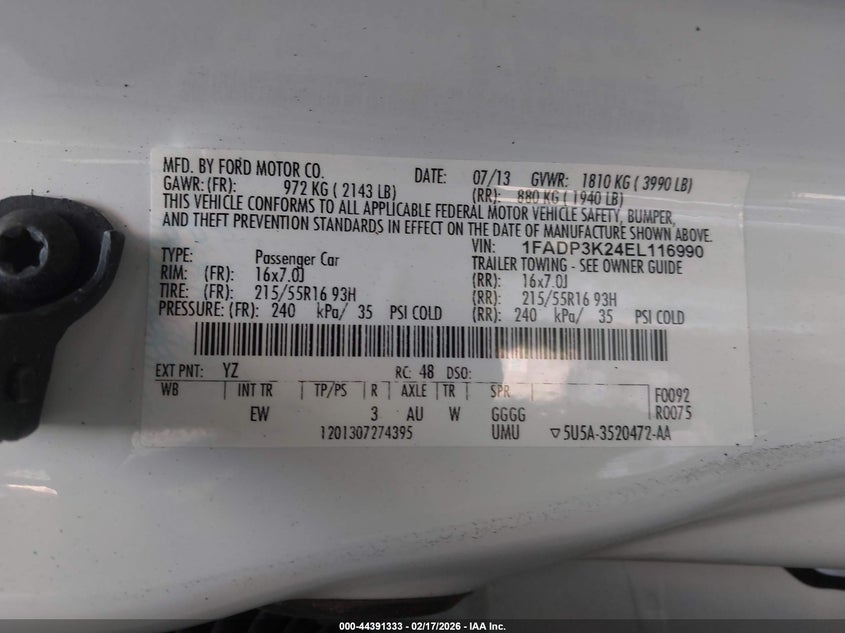 MFD. BY FORD MOTOR CO. DATE: 07/13 GVWR: 1810 KG ( 3990 LB)
GAWR: (FR): 972 KG ( 2143 LB) (RR): 880 KG ( 1940 LB)
THIS VEHICLE CONFORMS TO ALL APPLICABLE FEDERAL MOTOR VEHICLE SAFETY, BUMPER,
AND THEFT PREVENTION STANDARDS IN EFFECT ON THE DATE OF MANUFACTURE SHOWN ABOVE.
VIN: 1FADP3K24EL116990
TYPE: Passenger Car TRAILER TOWING - SEE OWNER GUIDE
RIM: (FR): 16x7.0J (RR): 16x7.0J
TIRE: (FR): 215/55R16 93H (RR): 215/55R16 93H
PRESSURE: (FR): 240 kPa/ 35 PSI COLD (RR): 240 kPa/ 35 PSI COLD
EXT PNT: YZ RC: 48 DSO:
WB INT TR TP/PS R AXLE TR SPR F0092
EW 3 AU W GGGG R0075
1201307274395 UMU ▽5U5A-3520472-AA
000-44391333 - 02/17/2026 - IAA Inc.